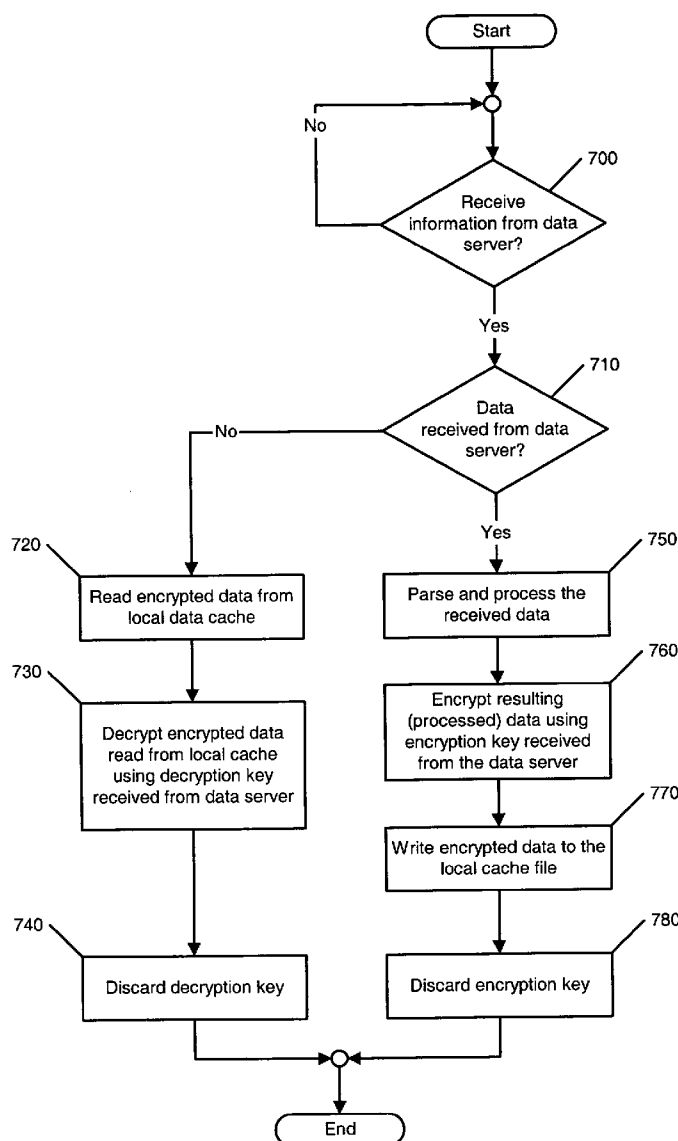 Start
No
700
Receive
information from data
server?
Yes
710
Data
received from data
server?
No
Yes
720
Read encrypted data from
local data cache
750
Parse and process the
received data
730
Decrypt encrypted data
read from local cache
using decryption key
received from data server
760
Encrypt resulting
(processed) data using
encryption key received
from the data server
770
Write encrypted data to the
local cache file
740
Discard decryption key
780
Discard encryption key
End